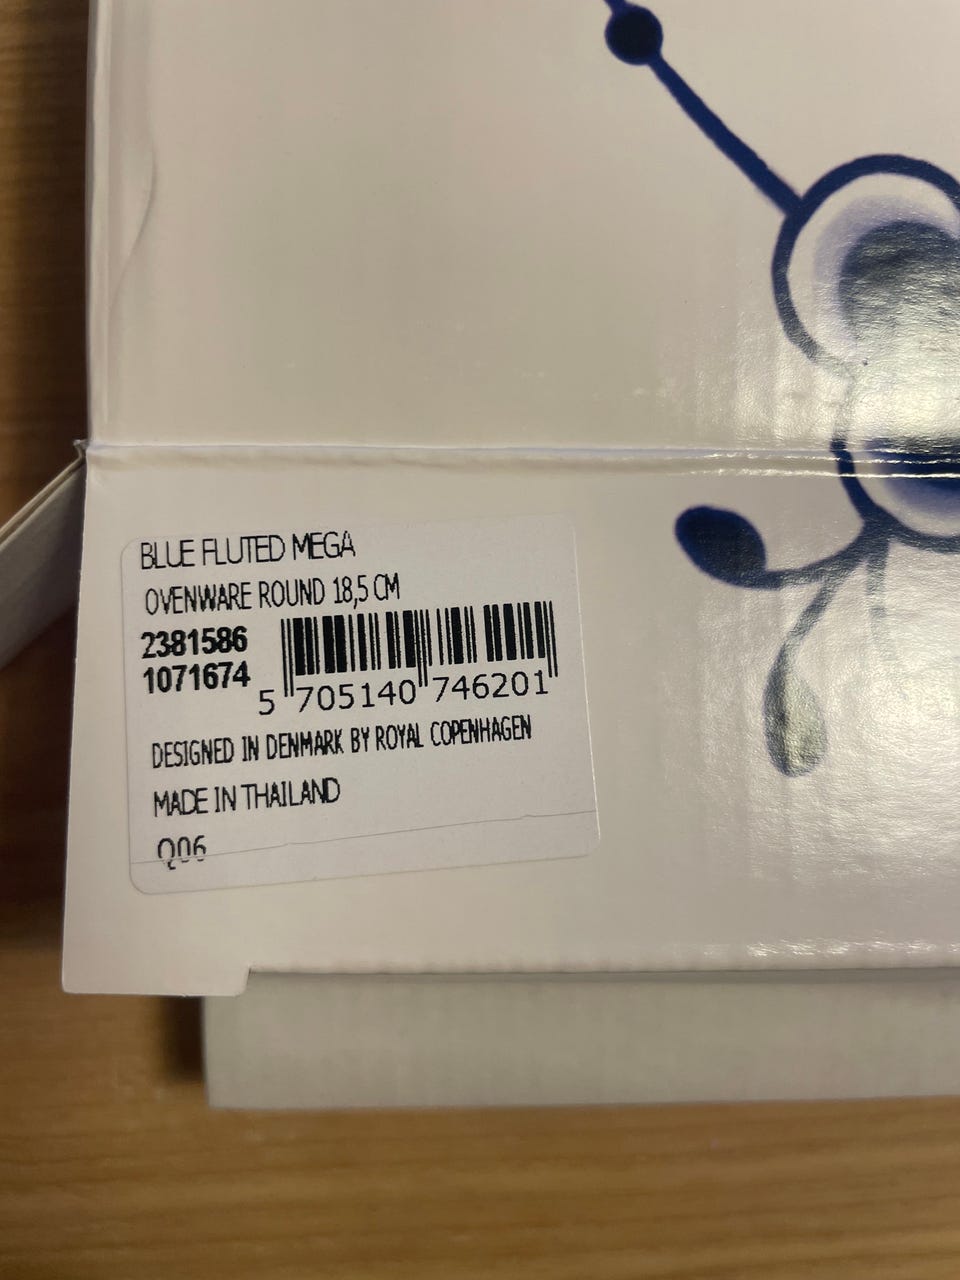 BLUE FLUTED MEGA
OVENWARE ROUND 18,5 CM
2381586
1071674
5 705140 746201
DESIGNED IN DENMARK BY ROYAL COPENHAGEN
MADE IN THAILAND
Q06